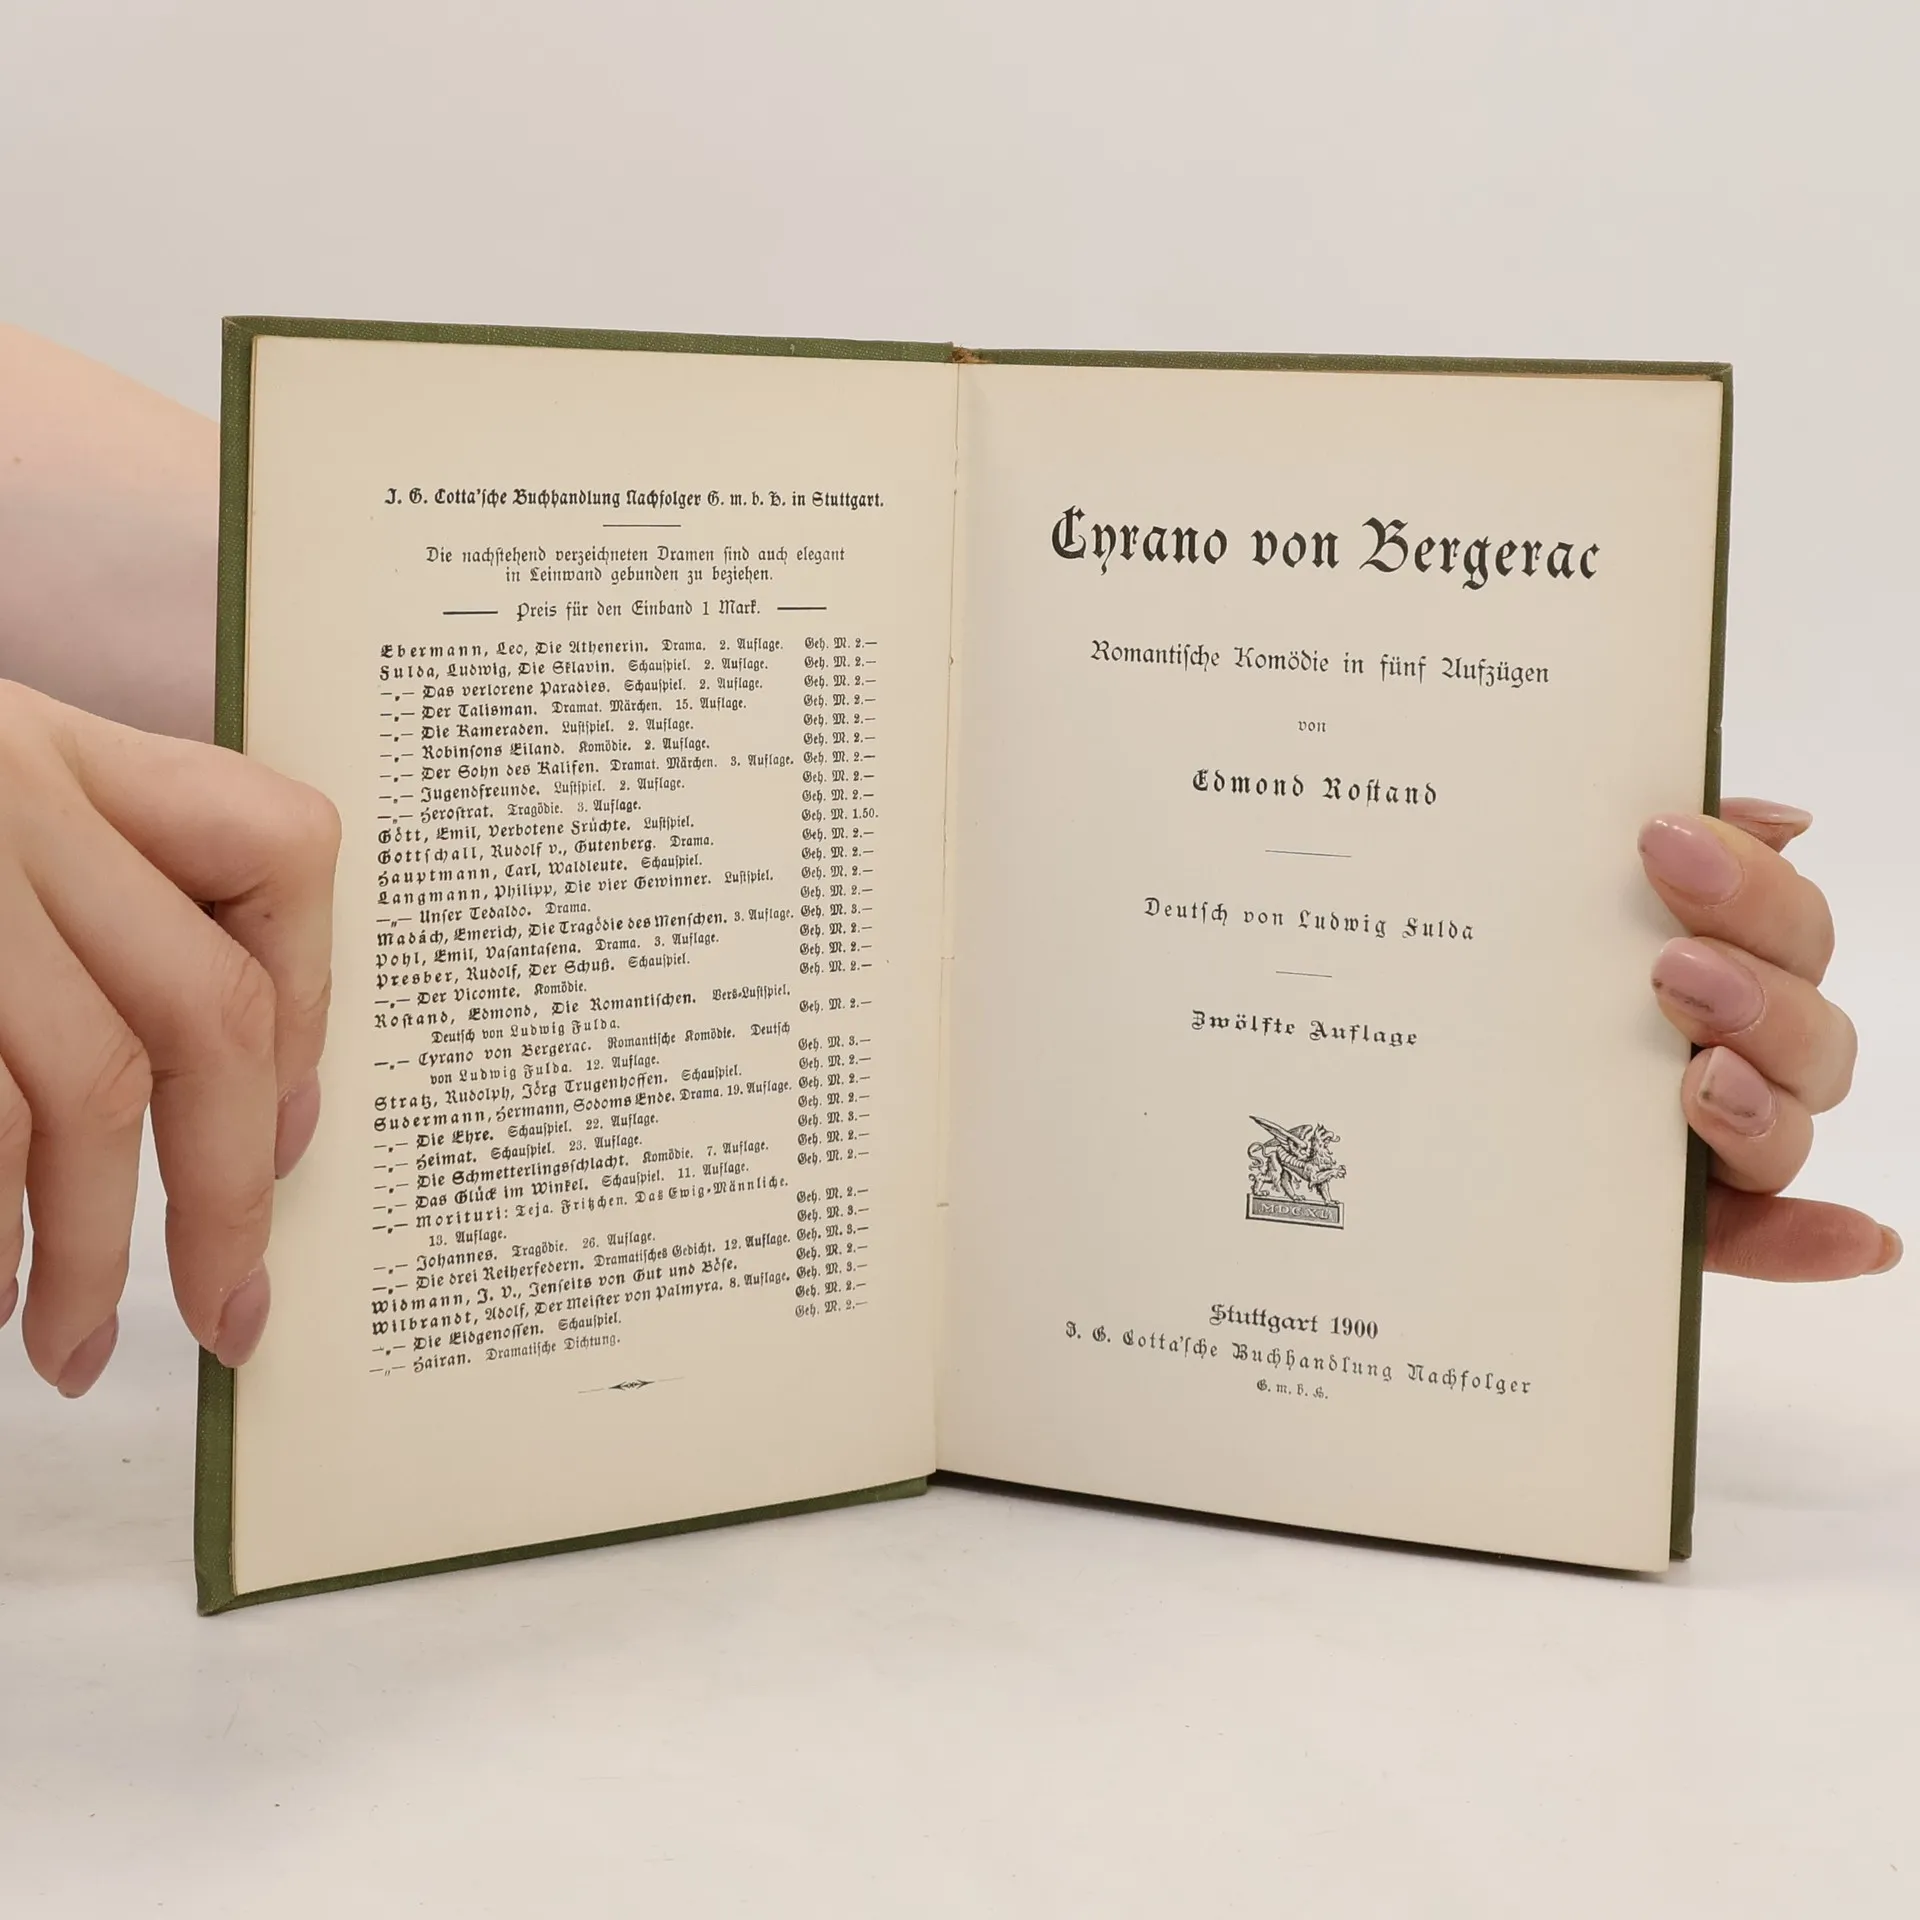 J. G. Cotta'sche Buchhandlung Nachfolger G. m. b. H. in Stuttgart.
Die nachstehend verzeichneten Dramen sind auch elegant
in Leinwand gebunden zu beziehen.
Preis für den Einband 1 Mark.
Ebermann, Leo, Die Athenerin. Drama. 2. Auflage. Geh. M. 2.—
Fulda, Ludwig, Die Sklavin. Schauspiel. 2. Auflage. Geh. M. 2.—
—„— Das verlorene Paradies. Schauspiel. 2. Auflage. Geh. M. 2.—
—„— Der Talisman. Dramat. Märchen. 15. Auflage. Geh. M. 2.—
—„— Die Kameraden. Lustspiel. 2. Auflage. Geh. M. 2.—
—„— Robinsons Eiland. Komödie. 2. Auflage. Geh. M. 2.—
—„— Der Sohn des Kalifen. Dramat. Märchen. 3. Auflage. Geh. M. 2.—
—„— Jugendfreunde. Lustspiel. 2. Auflage. Geh. M. 2.—
—„— Herostrat. Tragödie. 3. Auflage. Geh. M. 2.—
Gött, Emil, Verbotene Früchte. Lustspiel. Geh. M. 1.50.
Gottschall, Rudolf v., Gutenberg. Drama. Geh. M. 2.—
Hauptmann, Carl, Waldleute. Schauspiel. Geh. M. 2.—
Langmann, Philipp, Die vier Gewinner. Lustspiel. Geh. M. 2.—
—„— Unser Tedaldo. Drama. Geh. M. 2.—
Madách, Emerich, Die Tragödie des Menschen. 3. Auflage. Geh. M. 3.—
Pohl, Emil, Vasantasena. Drama. 3. Auflage. Geh. M. 2.—
Presber, Rudolf, Der Schuß. Schauspiel. Geh. M. 2.—
—„— Der Vicomte. Komödie. Geh. M. 2.—
Rostand, Edmond, Die Romantischen. Vers-Lustspiel.
Deutsch von Ludwig Fulda. Geh. M. 2.—
—„— Cyrano von Bergerac. Romantische Komödie. Deutsch
von Ludwig Fulda. 12. Auflage. Geh. M. 3.—
Stratz, Rudolph, Jörg Trugenhoffen. Schauspiel. Geh. M. 2.—
Sudermann, Hermann, Sodoms Ende. Drama. 19. Auflage. Geh. M. 2.—
—„— Die Ehre. Schauspiel. 22. Auflage. Geh. M. 2.—
—„— Heimat. Schauspiel. 23. Auflage. Geh. M. 3.—
—„— Die Schmetterlingsschlacht. Komödie. 7. Auflage. Geh. M. 2.—
—„— Das Glück im Winkel. Schauspiel. 11. Auflage. Geh. M. 2.—
—„— Morituri: Teja. Fritzchen. Das Ewig-Männliche.
13. Auflage. Geh. M. 2.—
—„— Johannes. Tragödie. 26. Auflage. Geh. M. 3.—
—„— Die drei Reiherfedern. Dramatisches Gedicht. 12. Auflage. Geh. M. 3.—
Widmann, J. V., Jenseits von Gut und Böse. Geh. M. 2.—
Wilbrandt, Adolf, Der Meister von Palmyra. 8. Auflage. Geh. M. 3.—
—„— Die Eidgenossen. Schauspiel. Geh. M. 2.—
—„— Hairan. Dramatische Dichtung. Geh. M. 2.—
Cyrano von Bergerac
Romantische Komödie in fünf Aufzügen
von
Edmond Rostand
Deutsch von Ludwig Fulda
Zwölfte Auflage
MDCXL
Stuttgart 1900
J. G. Cotta'sche Buchhandlung Nachfolger
G. m. b. H.